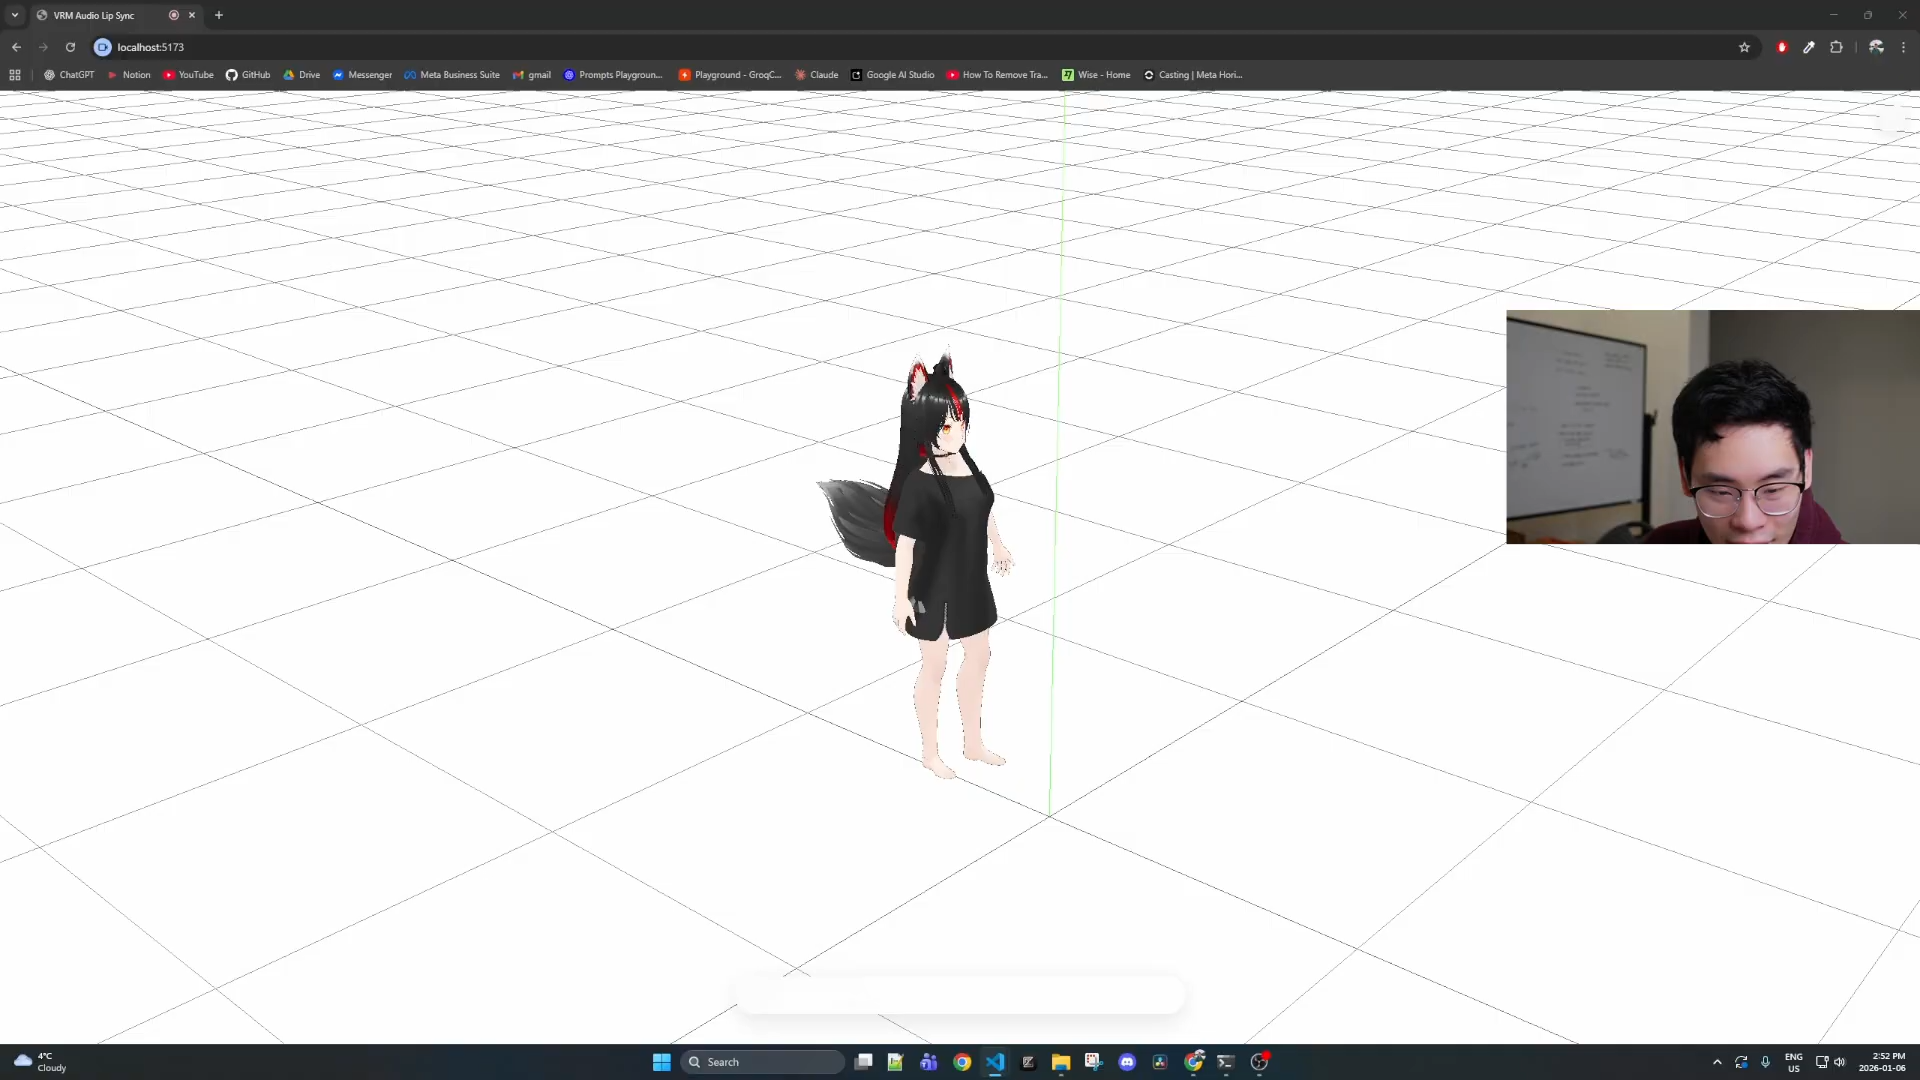 VRM Audio Lip Sync
localhost:5173
ChatGPT
Notion
YouTube
GitHub
Drive
Messenger
Meta Business Suite
gmail
Prompts Playgroun...
Playground - GroqC...
Claude
Google AI Studio
How To Remove Tra...
Wise - Home
Casting | Meta Hori...
4°C
Cloudy
Search
ENG
US
2:52 PM
2026-01-06